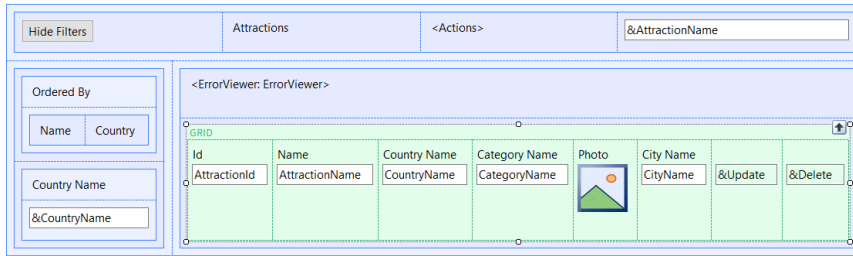 Hide Filters
Attractions
<Actions>
&AttractionName
Ordered By
Name
Country
Country Name
&CountryName
<ErrorViewer: ErrorViewer>
GRID
Id
Name
Country Name
Category Name
Photo
City Name
AttractionId
AttractionName
CountryName
CategoryName
CityName
&Update
&Delete